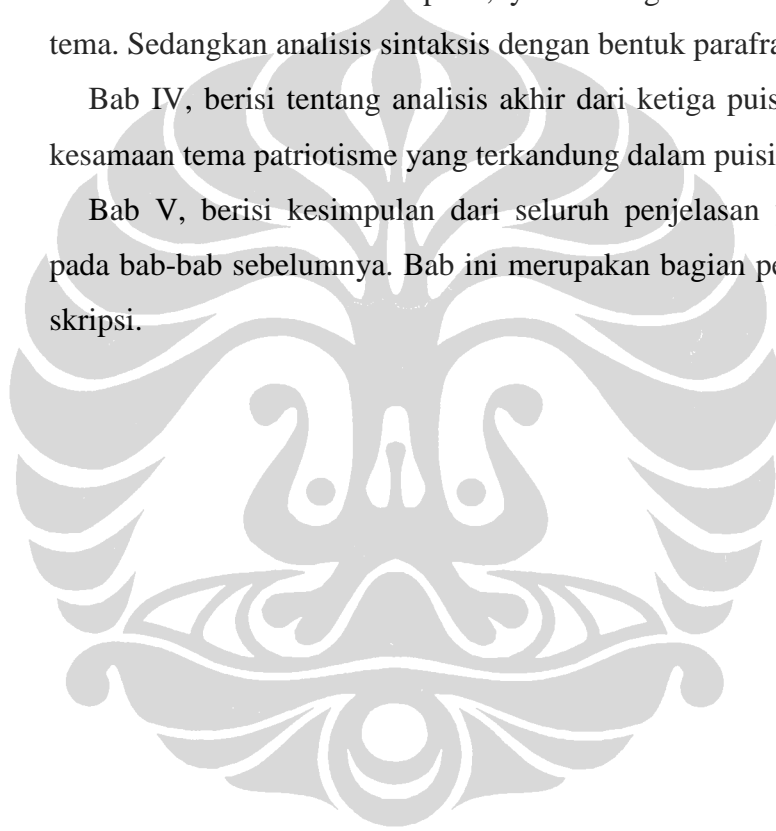 tema. Sedangkan analisis sintaksis dengan bentuk parafra
Bab IV, berisi tentang analisis akhir dari ketiga puis
kesamaan tema patriotisme yang terkandung dalam puisi
Bab V, berisi kesimpulan dari seluruh penjelasan
pada bab-bab sebelumnya. Bab ini merupakan bagian pe
skripsi.